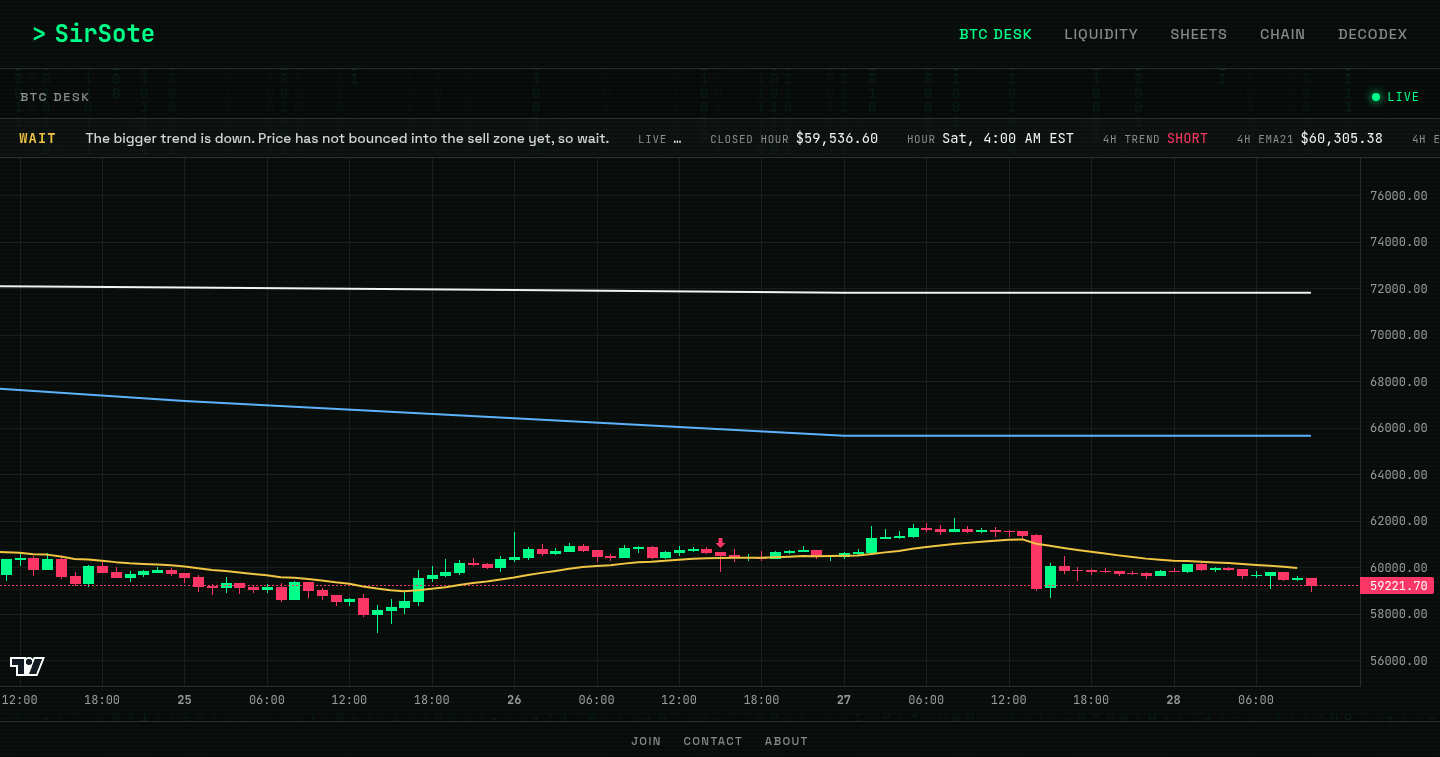 > SirSote
BTC DESK LIQUIDITY SHEETS CHAIN DECODEX
BTC DESK
LIVE
WAIT The bigger trend is down. Price has not bounced into the sell zone yet, so wait. LIVE … CLOSED HOUR $59,536.60 HOUR Sat, 4:00 AM EST 4H TREND SHORT 4H EMA21 $60,305.38 4H E
76000.00
74000.00
72000.00
70000.00
68000.00
66000.00
64000.00
62000.00
60000.00
59221.70
58000.00
56000.00
12:00 18:00 25 06:00 12:00 18:00 26 06:00 12:00 18:00 27 06:00 12:00 18:00 28 06:00
JOIN CONTACT ABOUT